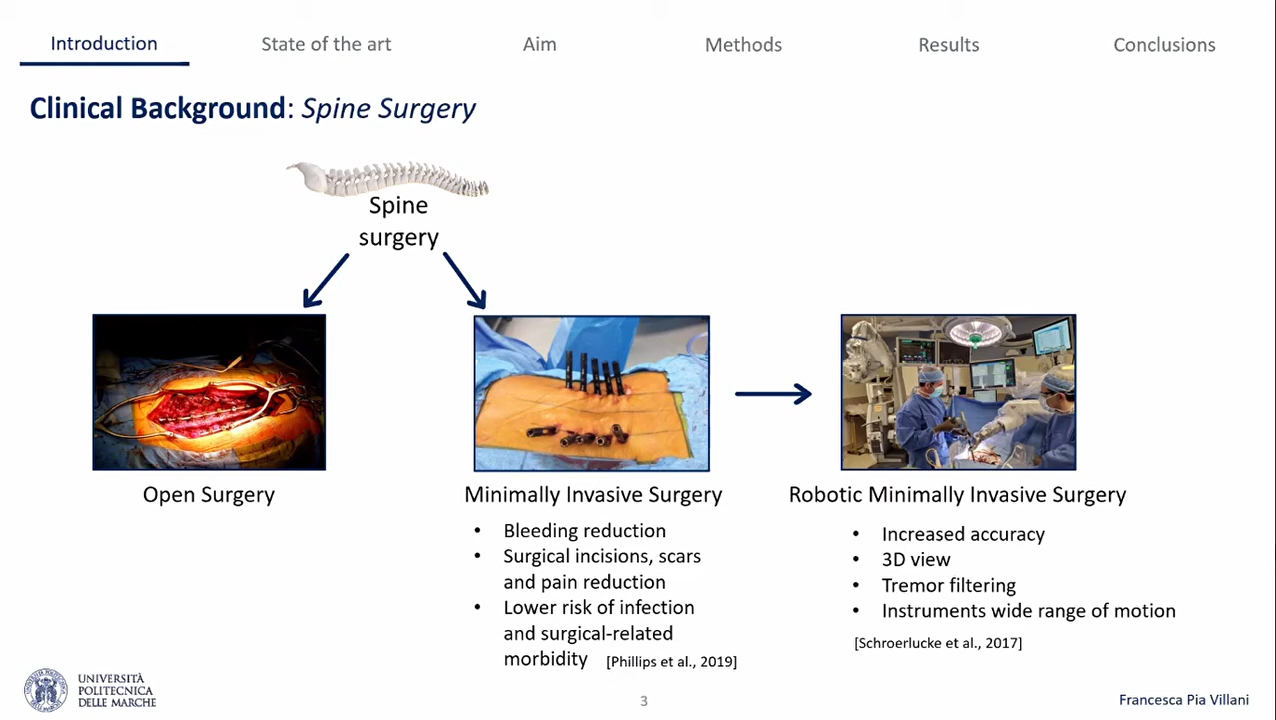 Introduction
State of the art
Aim
Methods
Results
Conclusions
Clinical Background: Spine Surgery
Spine
surgery
Open Surgery
Minimally Invasive Surgery
• Bleeding reduction
• Surgical incisions, scars
and pain reduction
• Lower risk of infection
and surgical-related
morbidity [Phillips et al., 2019]
Robotic Minimally Invasive Surgery
• Increased accuracy
• 3D view
• Tremor filtering
• Instruments wide range of motion
[Schroerlucke et al., 2017]
UNIVERSITÀ
POLITECNICA
DELLE MARCHE
3
Francesca Pia Villani